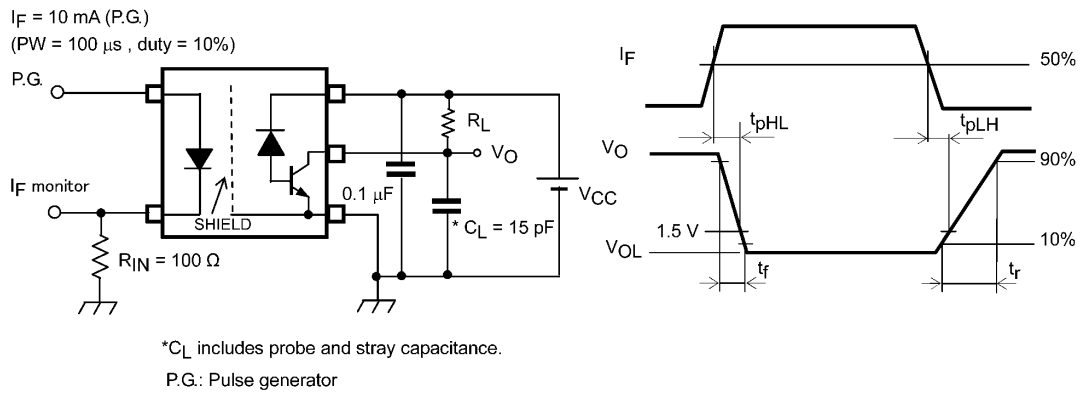 IF = 10 mA (P.G.)
(PW = 100 μs , duty = 10%)
P.G.
IF monitor
RIN = 100 Ω
SHIELD
0.1 μF
RL
VO
* CL = 15 pF
VCC
*CL includes probe and stray capacitance.
P.G.: Pulse generator
IF
50%
tpHL
tpLH
VO
90%
1.5 V
VOL
10%
tf
tr